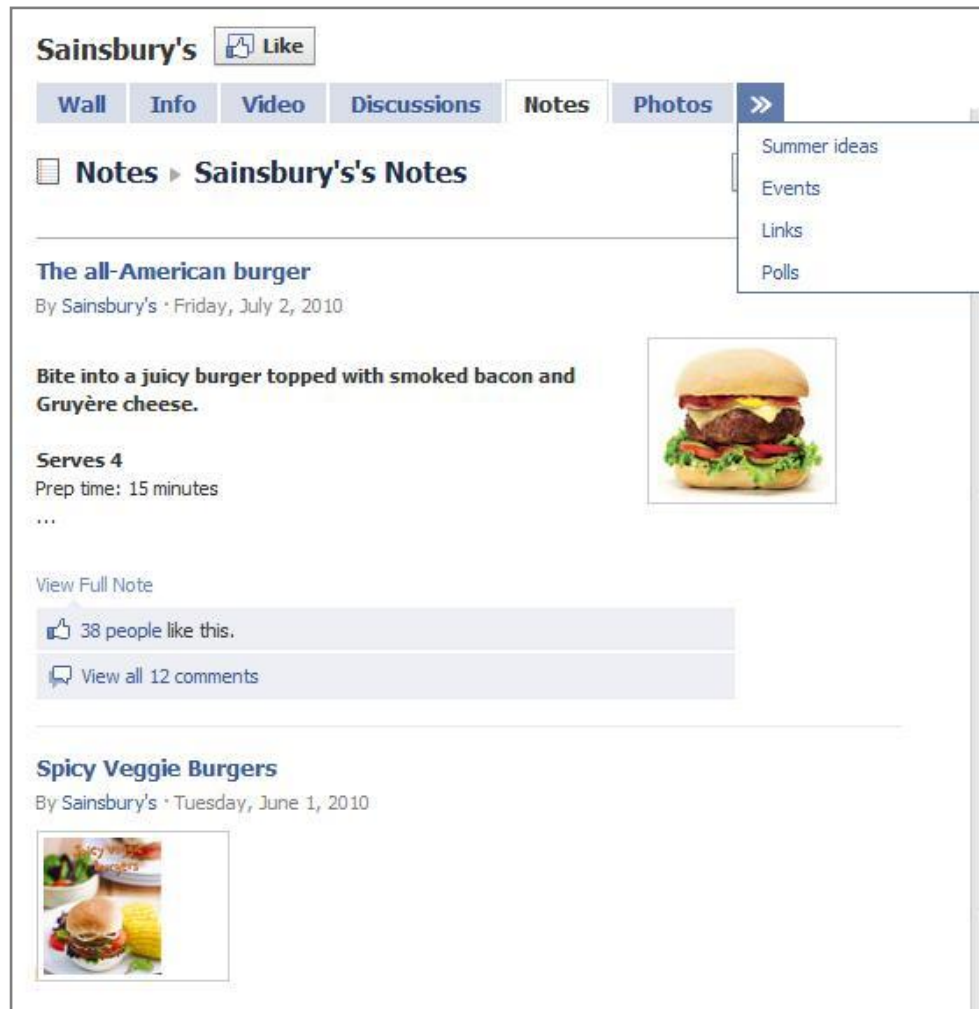 Sainsbury's Like
Wall Info Video Discussions Notes Photos »
Summer ideas
Events
Links
Polls
Notes ▸ Sainsbury's's Notes
The all-American burger
By Sainsbury's · Friday, July 2, 2010
Bite into a juicy burger topped with smoked bacon and
Gruyère cheese.
Serves 4
Prep time: 15 minutes
...
View Full Note
38 people like this.
View all 12 comments
Spicy Veggie Burgers
By Sainsbury's · Tuesday, June 1, 2010
Juicy Veggie
Burgers